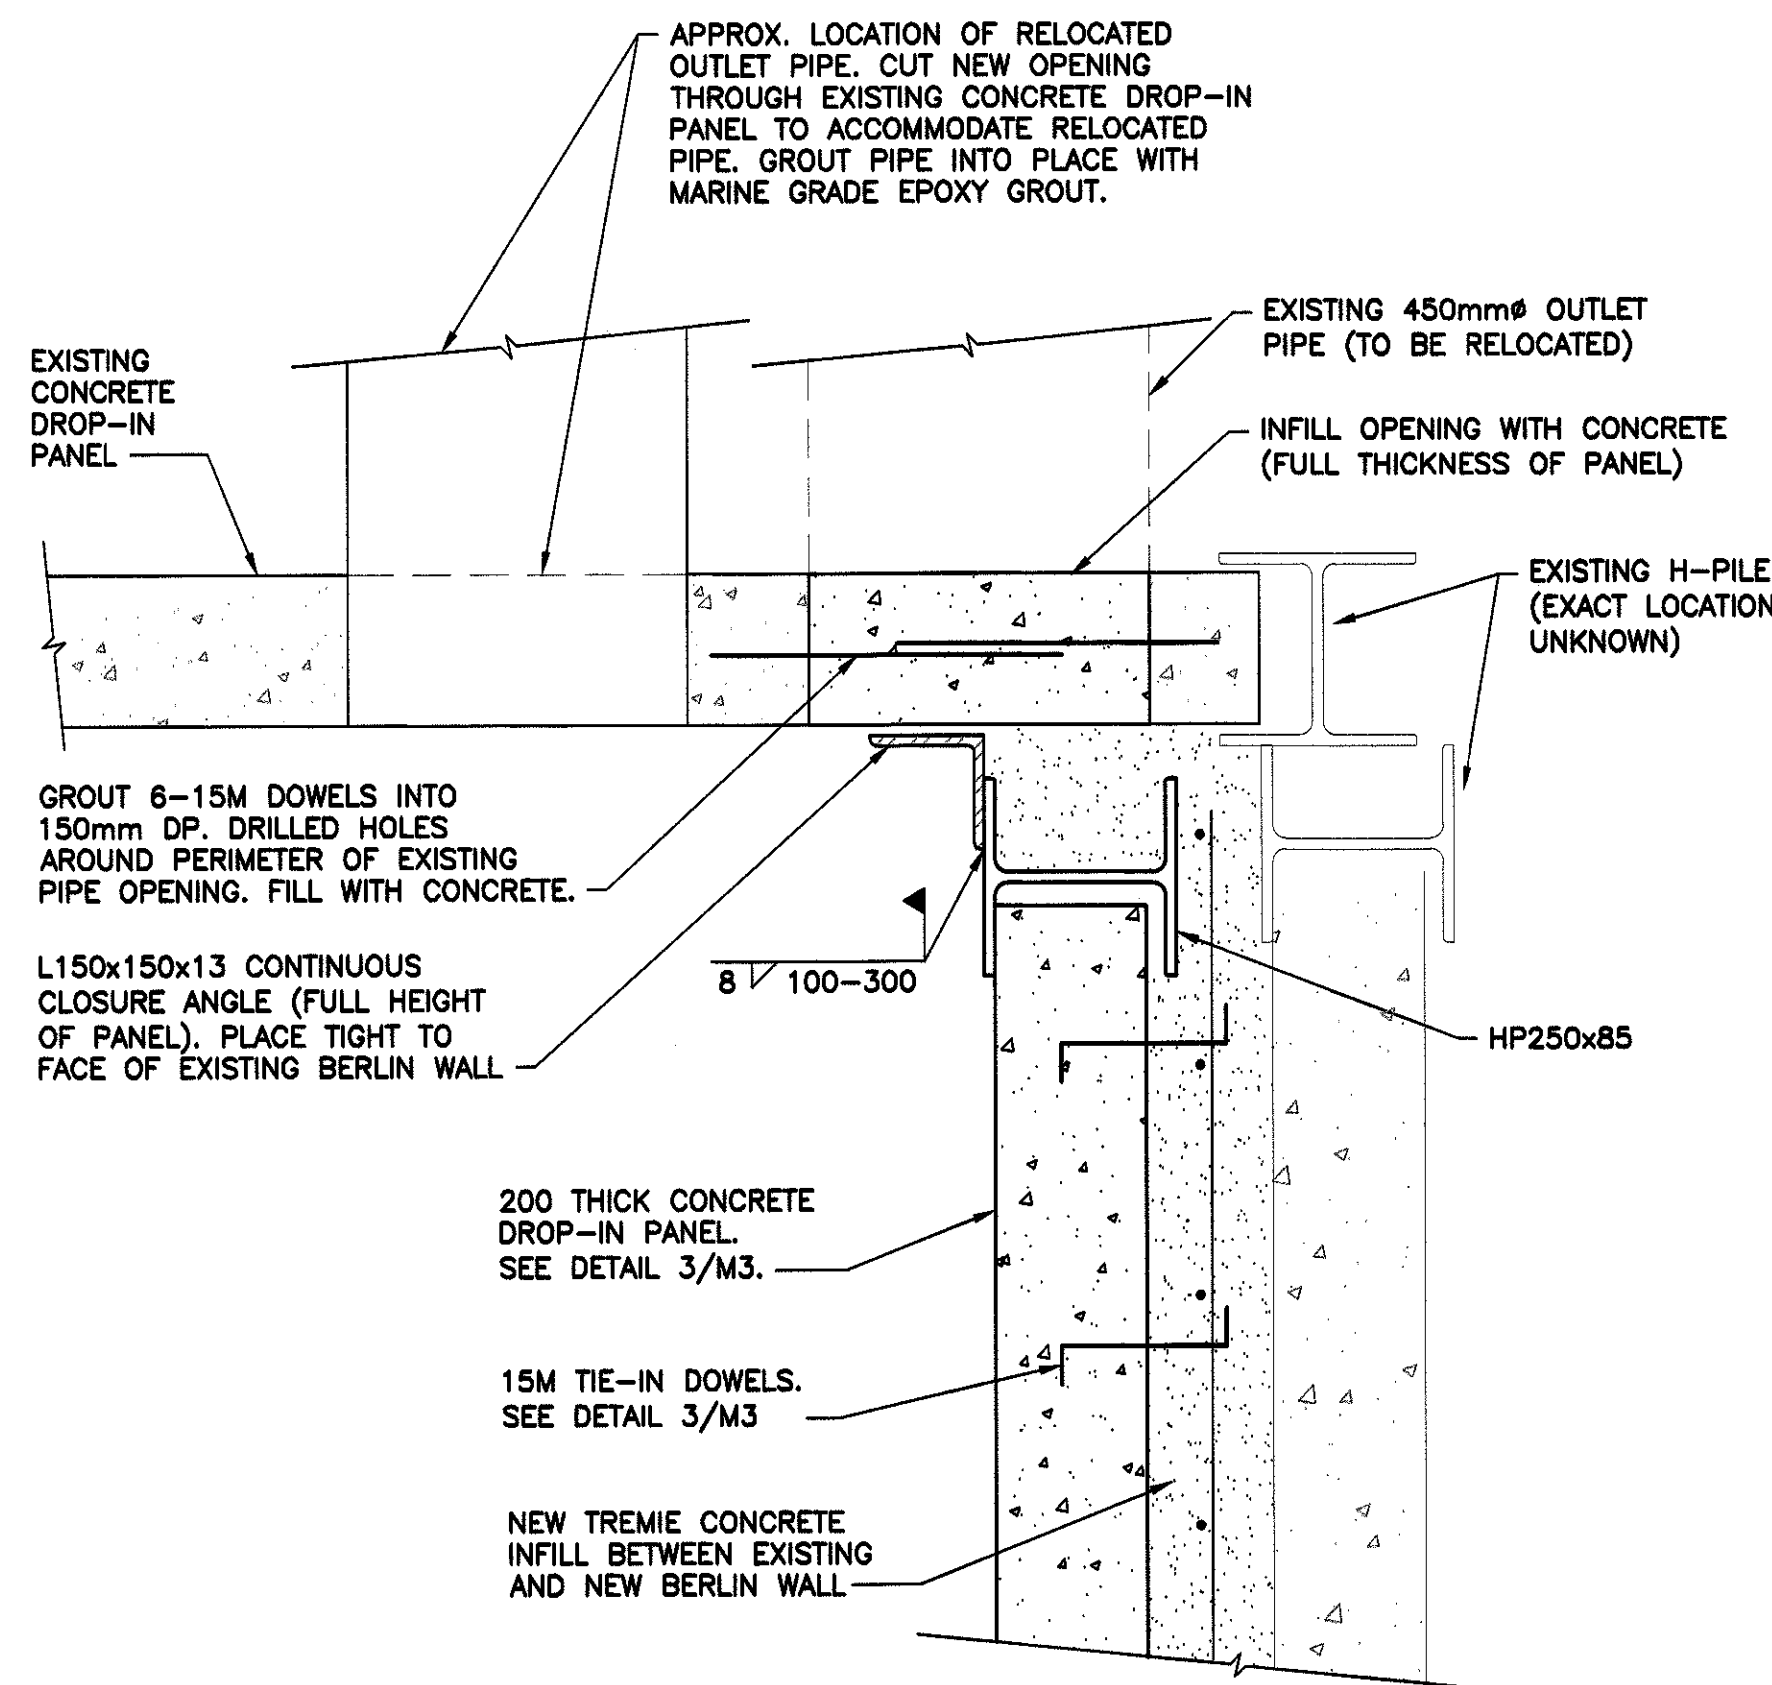 APPROX. LOCATION OF RELOCATED
OUTLET PIPE. CUT NEW OPENING
THROUGH EXISTING CONCRETE DROP-IN
PANEL TO ACCOMMODATE RELOCATED
PIPE. GROUT PIPE INTO PLACE WITH
MARINE GRADE EPOXY GROUT.
EXISTING 450mmø OUTLET
PIPE (TO BE RELOCATED)
EXISTING
CONCRETE
DROP-IN
PANEL
INFILL OPENING WITH CONCRETE
(FULL THICKNESS OF PANEL)
EXISTING H-PILE
(EXACT LOCATION
UNKNOWN)
GROUT 6-15M DOWELS INTO
150mm DP. DRILLED HOLES
AROUND PERIMETER OF EXISTING
PIPE OPENING. FILL WITH CONCRETE.
L150x150x13 CONTINUOUS
CLOSURE ANGLE (FULL HEIGHT
OF PANEL). PLACE TIGHT TO
FACE OF EXISTING BERLIN WALL
8 100-300
HP250x85
200 THICK CONCRETE
DROP-IN PANEL.
SEE DETAIL 3/M3.
15M TIE-IN DOWELS.
SEE DETAIL 3/M3
NEW TREMIE CONCRETE
INFILL BETWEEN EXISTING
AND NEW BERLIN WALL